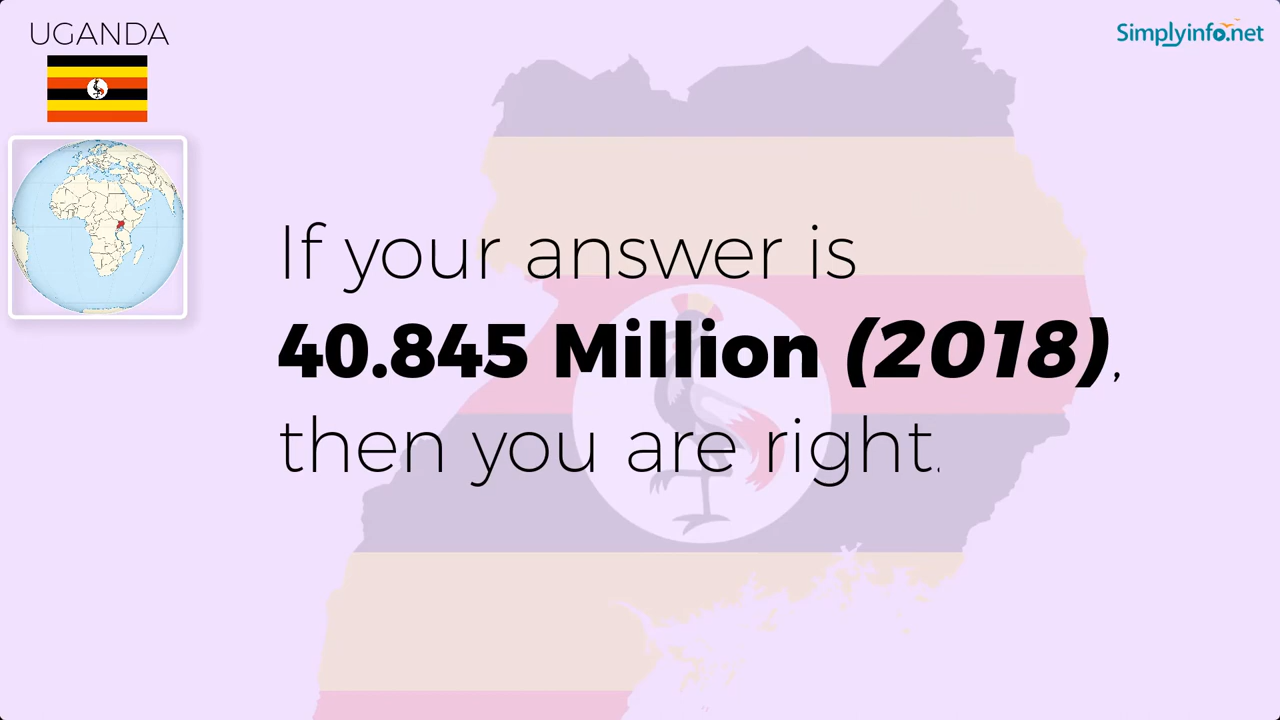 UGANDA
Simplyinfo.net
If your answer is
40.845 Million (2018),
then you are right.